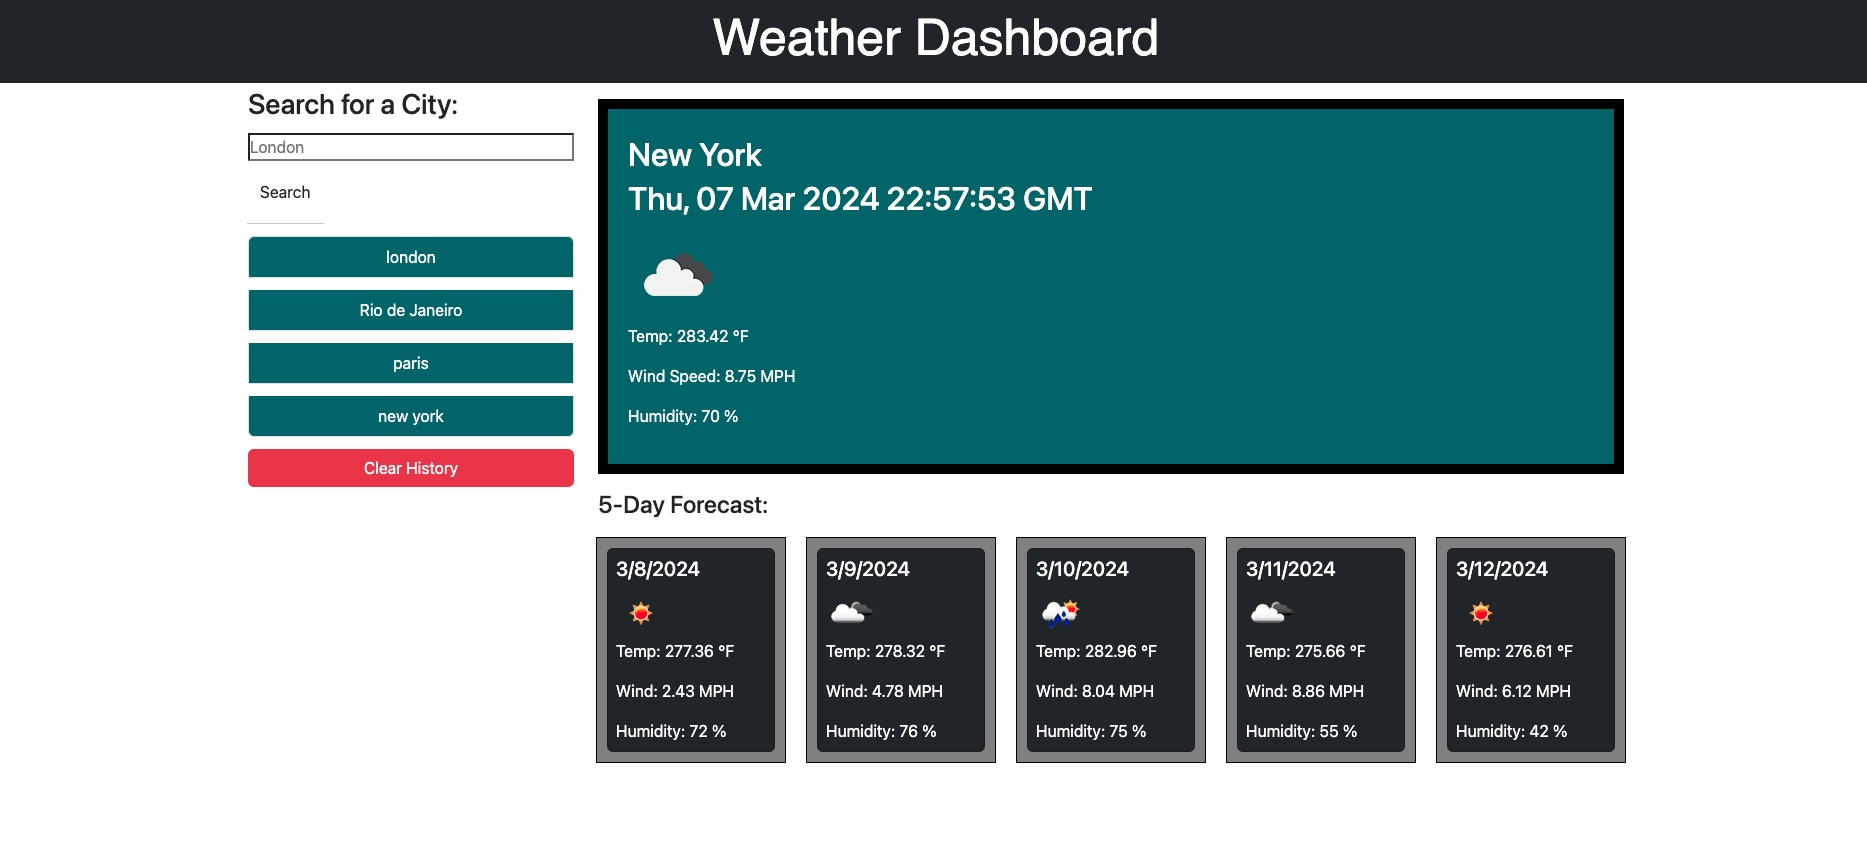 Weather Dashboard
Search for a City:
London
Search
london
Rio de Janeiro
paris
new york
Clear History
New York
Thu, 07 Mar 2024 22:57:53 GMT
Temp: 283.42 °F
Wind Speed: 8.75 MPH
Humidity: 70 %
5-Day Forecast:
3/8/2024
Temp: 277.36 °F
Wind: 2.43 MPH
Humidity: 72 %
3/9/2024
Temp: 278.32 °F
Wind: 4.78 MPH
Humidity: 76 %
3/10/2024
Temp: 282.96 °F
Wind: 8.04 MPH
Humidity: 75 %
3/11/2024
Temp: 275.66 °F
Wind: 8.86 MPH
Humidity: 55 %
3/12/2024
Temp: 276.61 °F
Wind: 6.12 MPH
Humidity: 42 %